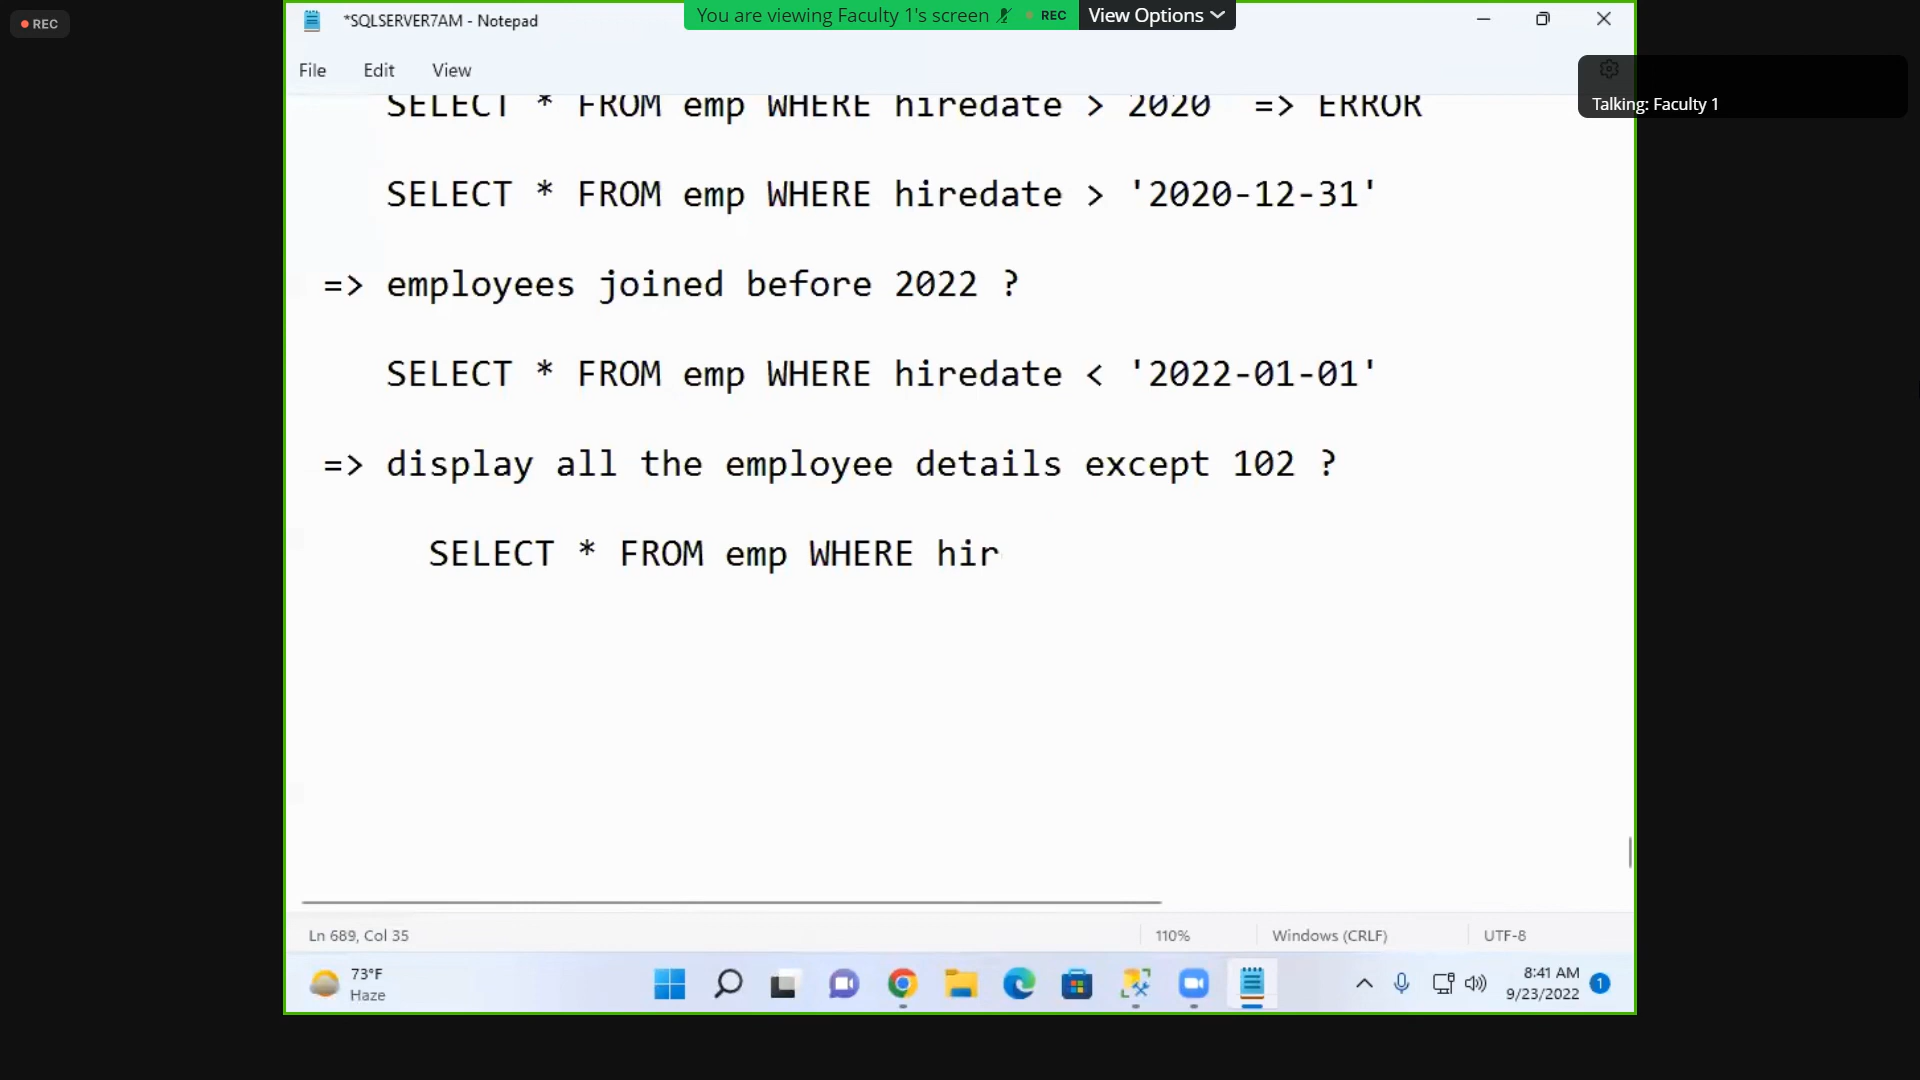 REC
*SQLSERVER7AM - Notepad
You are viewing Faculty 1's screen
REC
View Options
File Edit View
Talking: Faculty 1
SELECT * FROM emp WHERE hiredate > 2020 => ERROR
SELECT * FROM emp WHERE hiredate > '2020-12-31'
=> employees joined before 2022 ?
SELECT * FROM emp WHERE hiredate < '2022-01-01'
=> display all the employee details except 102 ?
SELECT * FROM emp WHERE hir
Ln 689, Col 35
110%
Windows (CRLF)
UTF-8
73°F
Haze
8:41 AM
9/23/2022
1